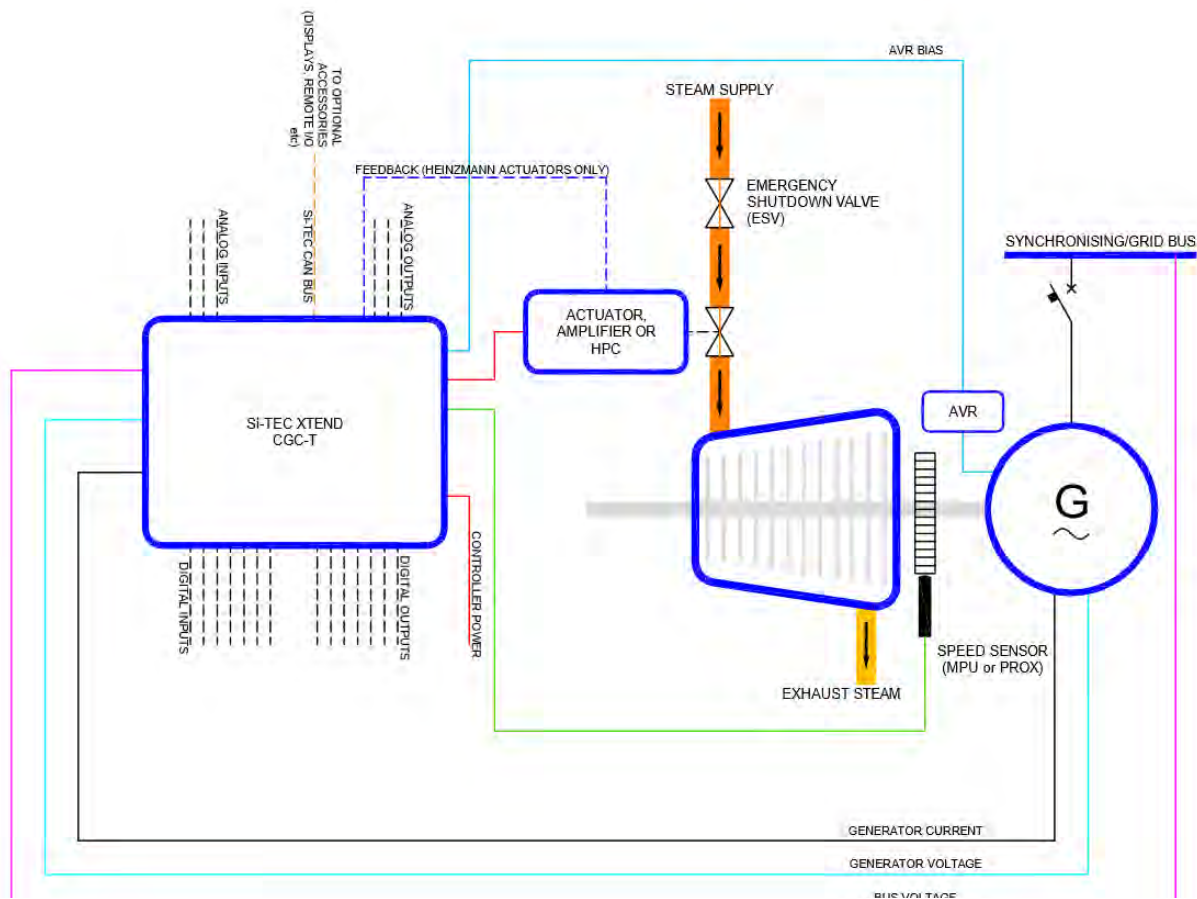 AVR BIAS
TO OPTIONAL
ACCESSORIES
(DISPLAYS, REMOTE I/O
etc)
STEAM SUPPLY
FEEDBACK (HEINZMANN ACTUATORS ONLY)
EMERGENCY
SHUTDOWN VALVE
(ESV)
ANALOG INPUTS
SI-TEC CAN BUS
ANALOG OUTPUTS
SYNCHRONISING/GRID BUS
ACTUATOR,
AMPLIFIER OR
HPC
SI-TEC XTEND
CGC-T
AVR
G
DIGITAL INPUTS
DIGITAL OUTPUTS
CONTROLLER POWER
SPEED SENSOR
(MPU or PROX)
EXHAUST STEAM
GENERATOR CURRENT
GENERATOR VOLTAGE
BUS VOLTAGE